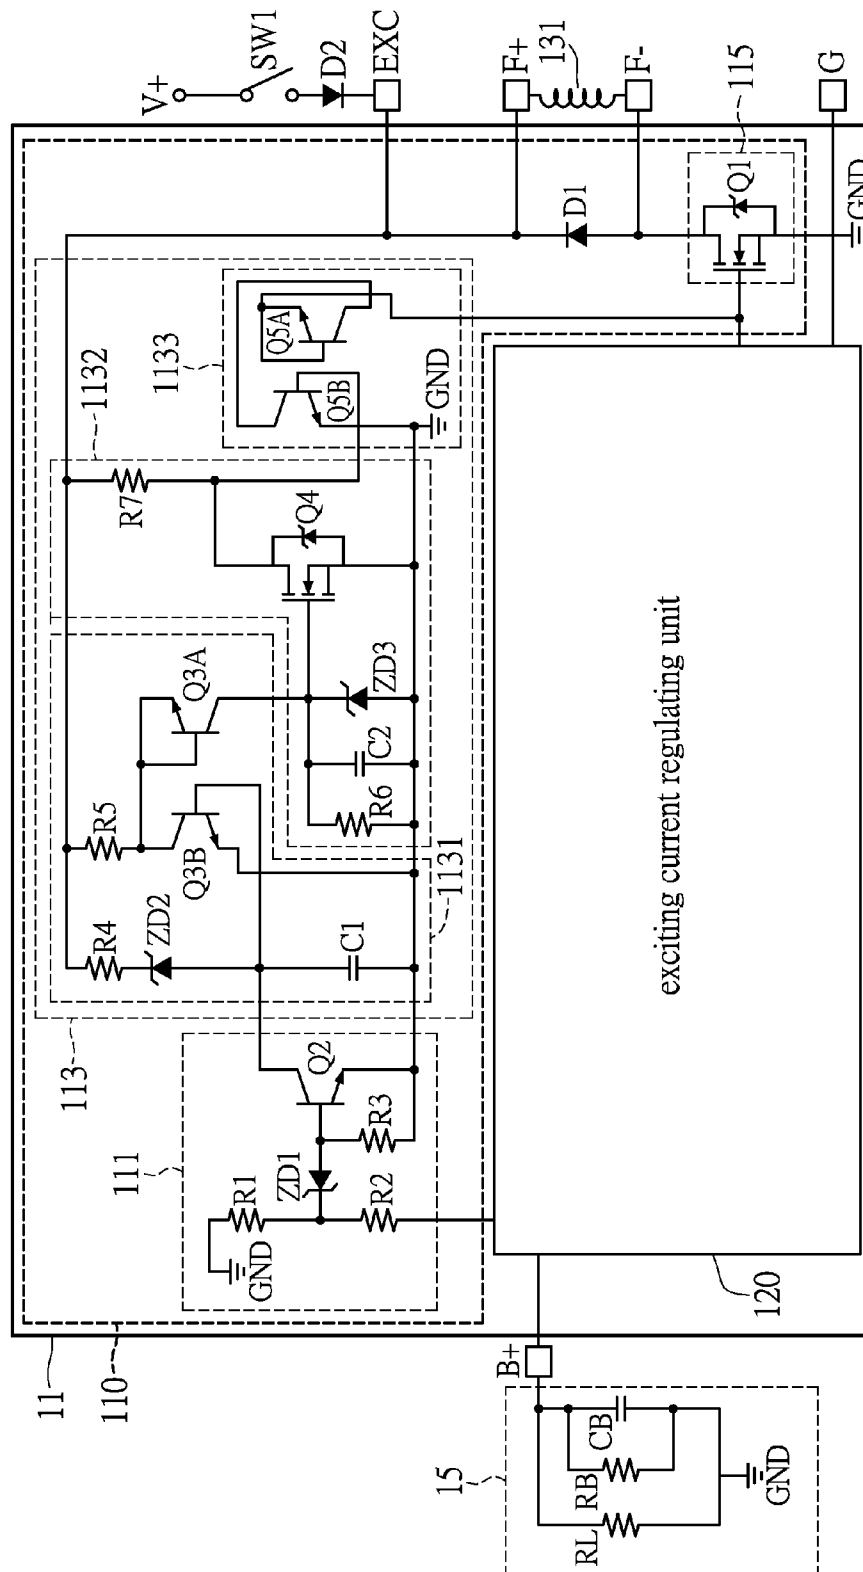 V+
SW1
D2
EXC
F+
131
F-
G
115
Q1
GND
D1
1133
Q5A
Q5B
GND
1132
R7
Q4
Q3A
ZD3
C2
R6
R5
Q3B
1131
R4
ZD2
C1
113
111
Q2
R3
ZD1
R1
R2
GND
exciting current regulating unit
120
11
110
B+
15
CB
RB
RL
GND